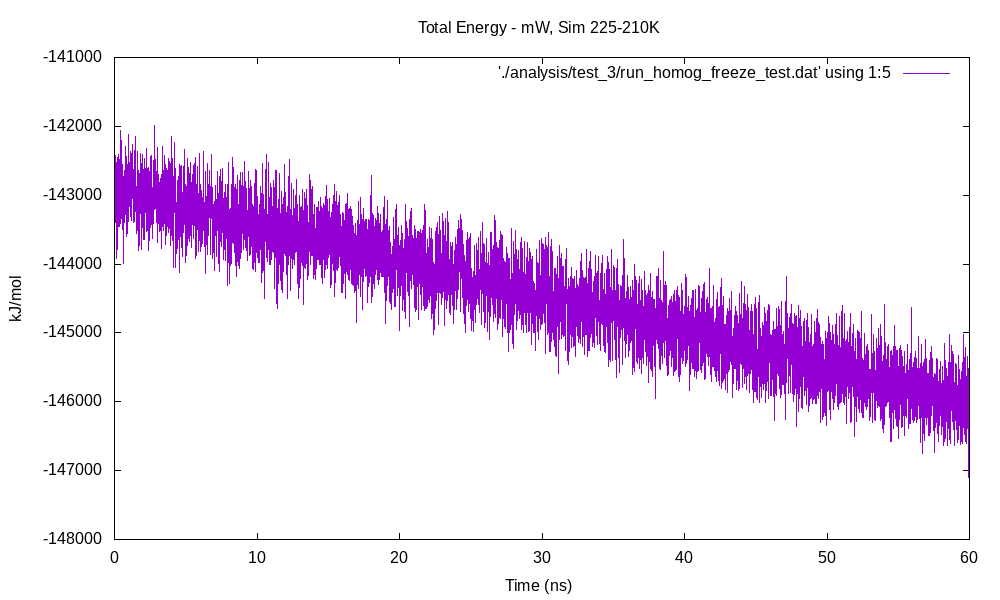 Total Energy - mW, Sim 225-210K
'./analysis/test_3/run_homog_freeze_test.dat' using 1:5
-141000
-142000
-143000
-144000
-145000
-146000
-147000
-148000
kJ/mol
0 10 20 30 40 50 60
Time (ns)